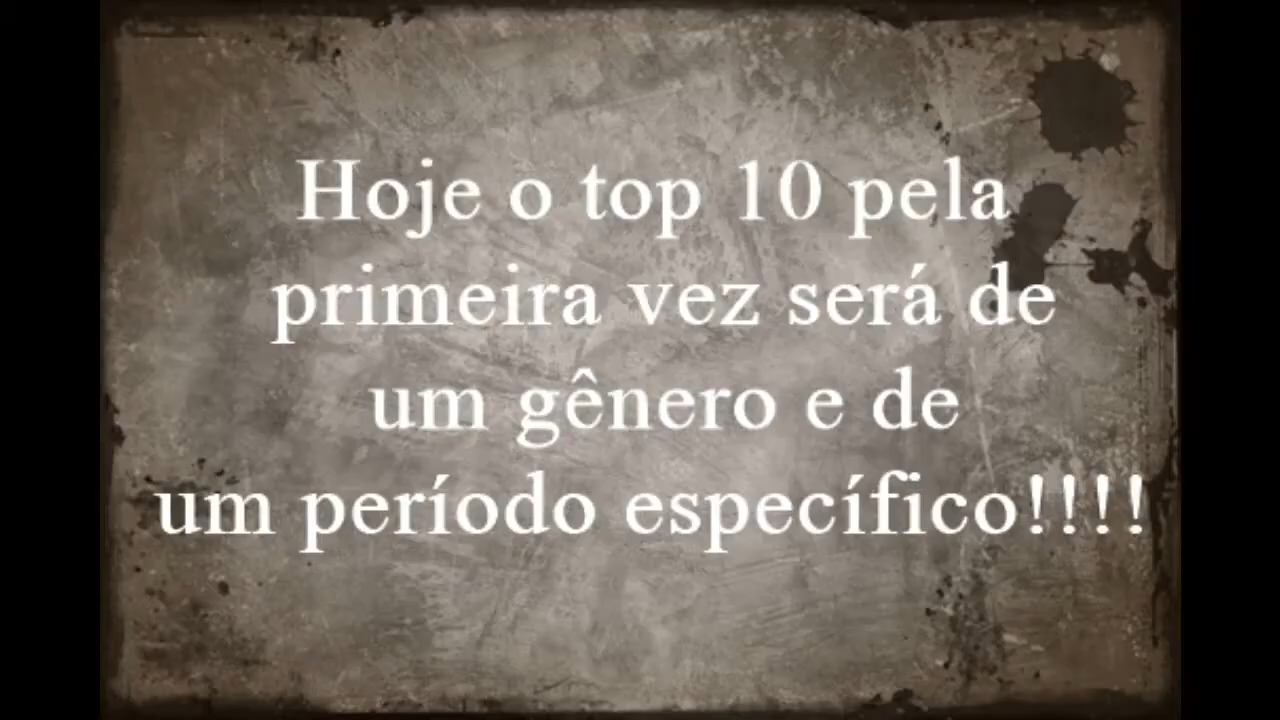 Hoje o top 10 pela
primeira vez será de
um gênero e de
um período específico!!!!